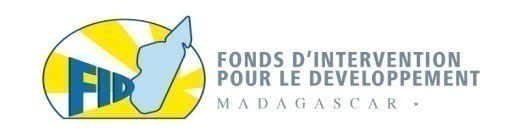 FID
FONDS D'INTERVENTION
POUR LE DEVELOPPEMENT
MADAGASCAR